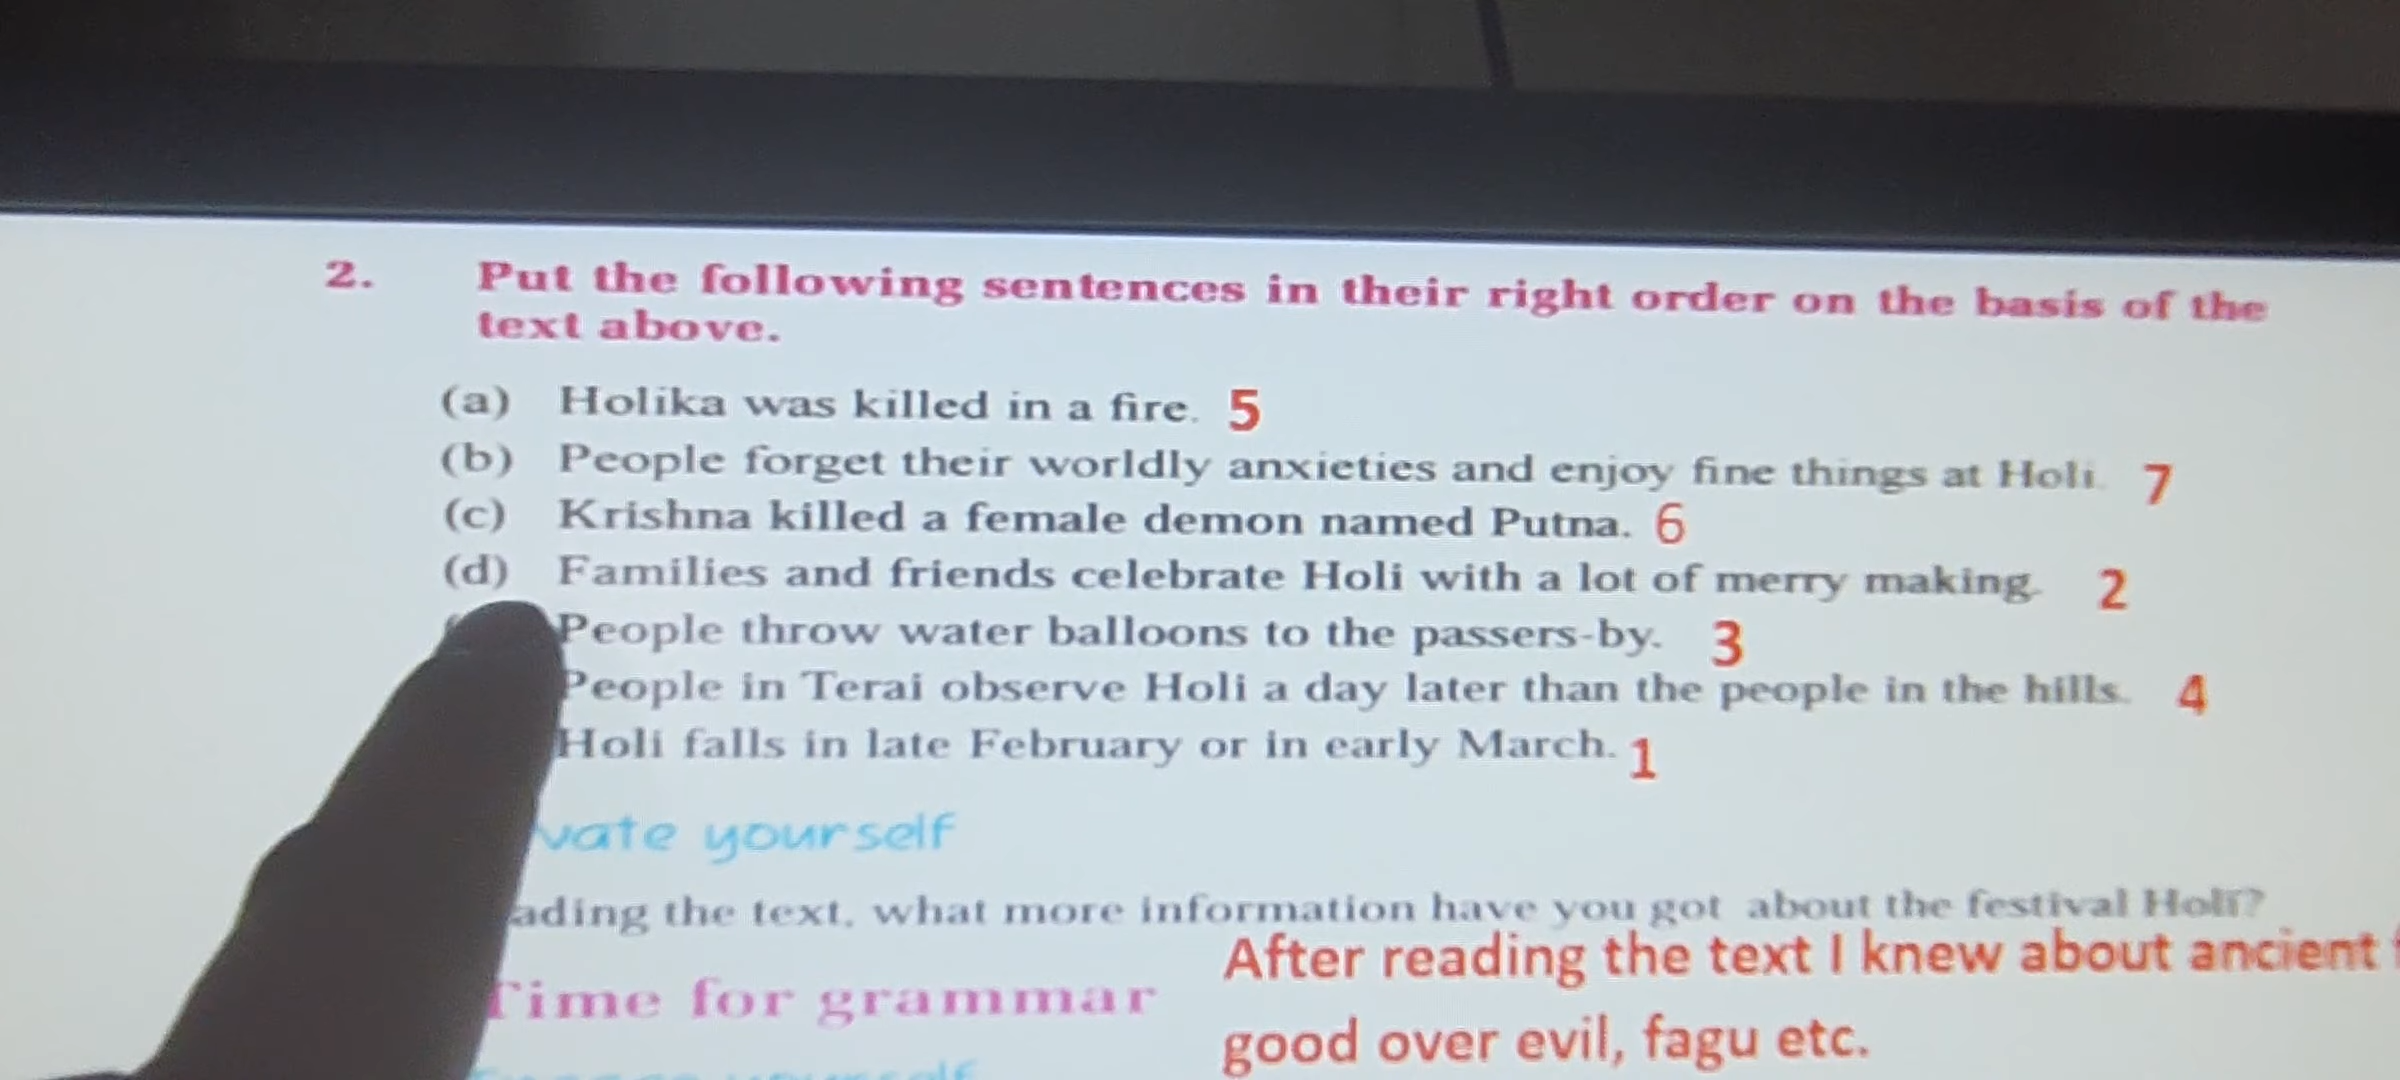 2. Put the following sentences in their right order on the basis of the
text above.
(a) Holika was killed in a fire. 5
(b) People forget their worldly anxieties and enjoy fine things at Holi. 7
(c) Krishna killed a female demon named Putna. 6
(d) Families and friends celebrate Holi with a lot of merry making. 2
People throw water balloons to the passers-by. 3
People in Terai observe Holi a day later than the people in the hills. 4
Holi falls in late February or in early March. 1
vate yourself
ading the text, what more information have you got about the festival Holi?
After reading the text I knew about ancient
Time for grammar
good over evil, fagu etc.